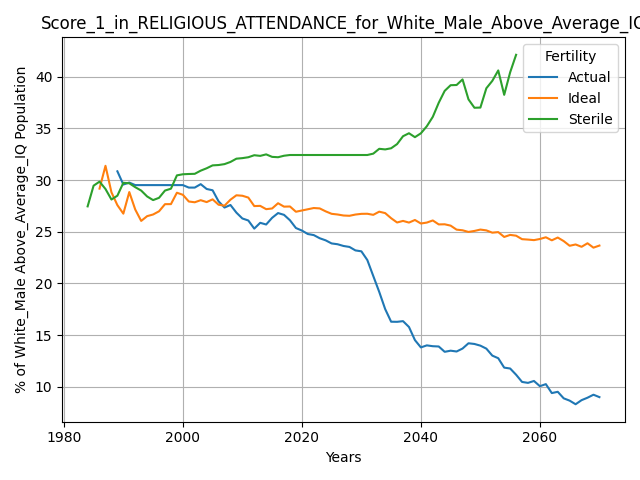 Score_1_in_RELIGIOUS_ATTENDANCE_for_White_Male_Above_Average_IQ
% of White_Male Above_Average_IQ Population
40
35
30
25
20
15
10
Fertility
Actual
Ideal
Sterile
1980
2000
2020
2040
2060
Years